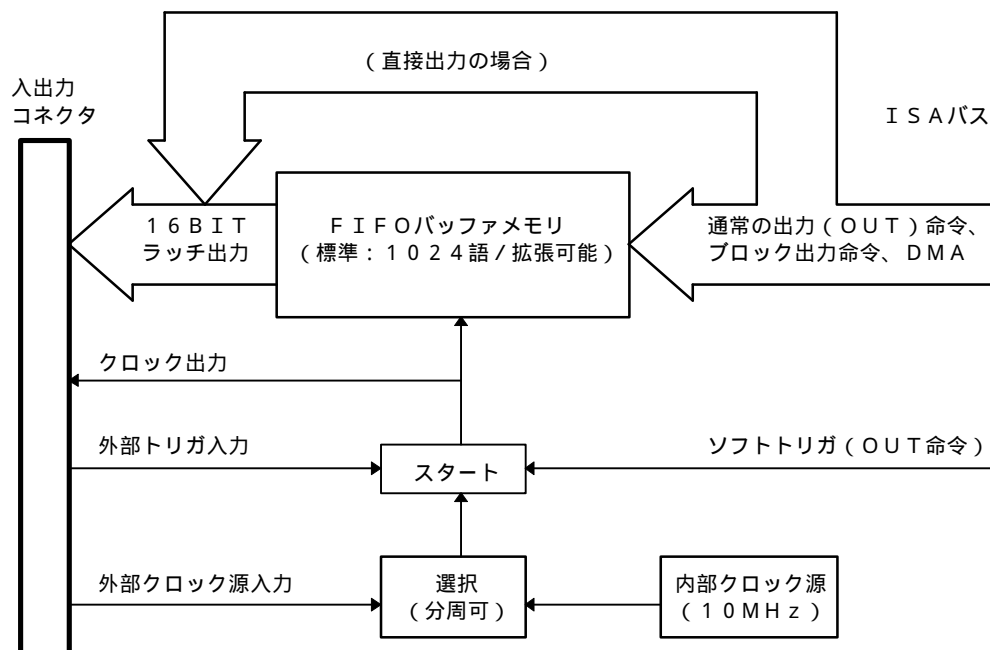 (直接出力の場合)
入出力
コネクタ
ISAバス
16BIT
ラッチ出力
FIFOバッファメモリ
(標準:1024語/拡張可能)
通常の出力(OUT)命令、
ブロック出力命令、DMA
クロック出力
外部トリガ入力
スタート
ソフトトリガ(OUT命令)
外部クロック源入力
選択
(分周可)
内部クロック源
(10MHz)